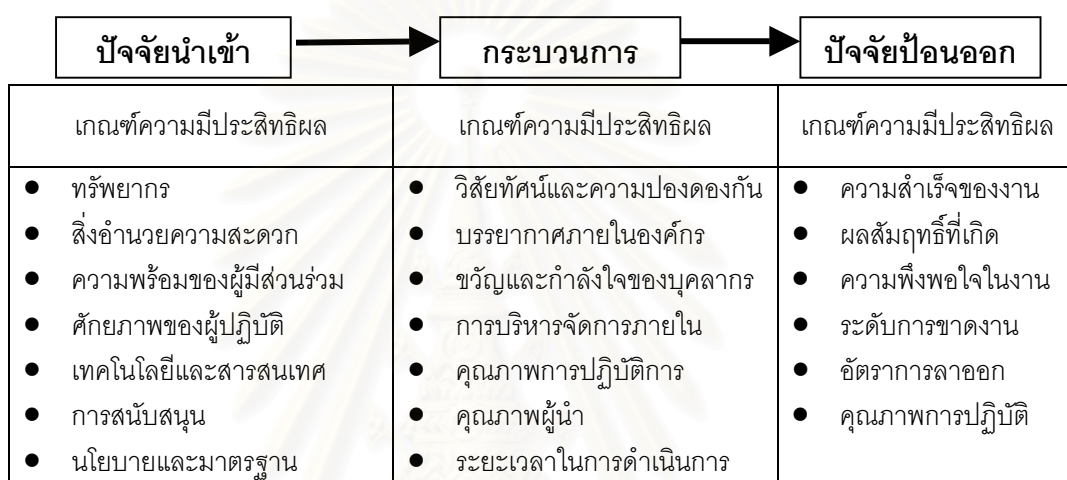 ปัจจัยนำเข้า
กระบวนการ
ปัจจัยป้อนออก
เกณฑ์ความมีประสิทธิผล
● ทรัพยากร
● สิ่งอำนวยความสะดวก
● ความพร้อมของผู้มีส่วนร่วม
● ศักยภาพของผู้ปฏิบัติ
● เทคโนโลยีและสารสนเทศ
● การสนับสนุน
● นโยบายและมาตรฐาน
เกณฑ์ความมีประสิทธิผล
● วิสัยทัศน์และความปองดองกัน
● บรรยากาศภายในองค์กร
● ขวัญและกำลังใจของบุคลากร
● การบริหารจัดการภายใน
● คุณภาพการปฏิบัติการ
● คุณภาพผู้นำ
● ระยะเวลาในการดำเนินการ
เกณฑ์ความมีประสิทธิผล
● ความสำเร็จของงาน
● ผลสัมฤทธิ์ที่เกิด
● ความพึงพอใจในงาน
● ระดับการขาดงาน
● อัตราการลาออก
● คุณภาพการปฏิบัติ